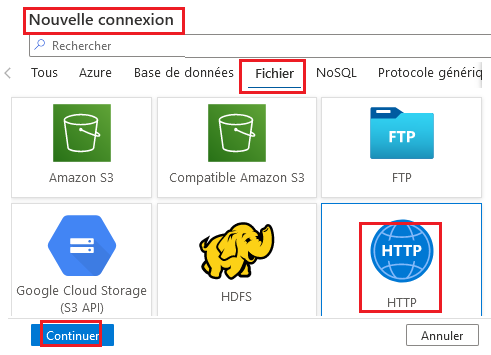 Nouvelle connexion
Rechercher
Tous Azure Base de données Fichier NoSQL Protocole génériq
Amazon S3 Compatible Amazon S3 FTP
HTTP
Google Cloud Storage
(S3 API) HDFS HTTP
Continuer Annuler